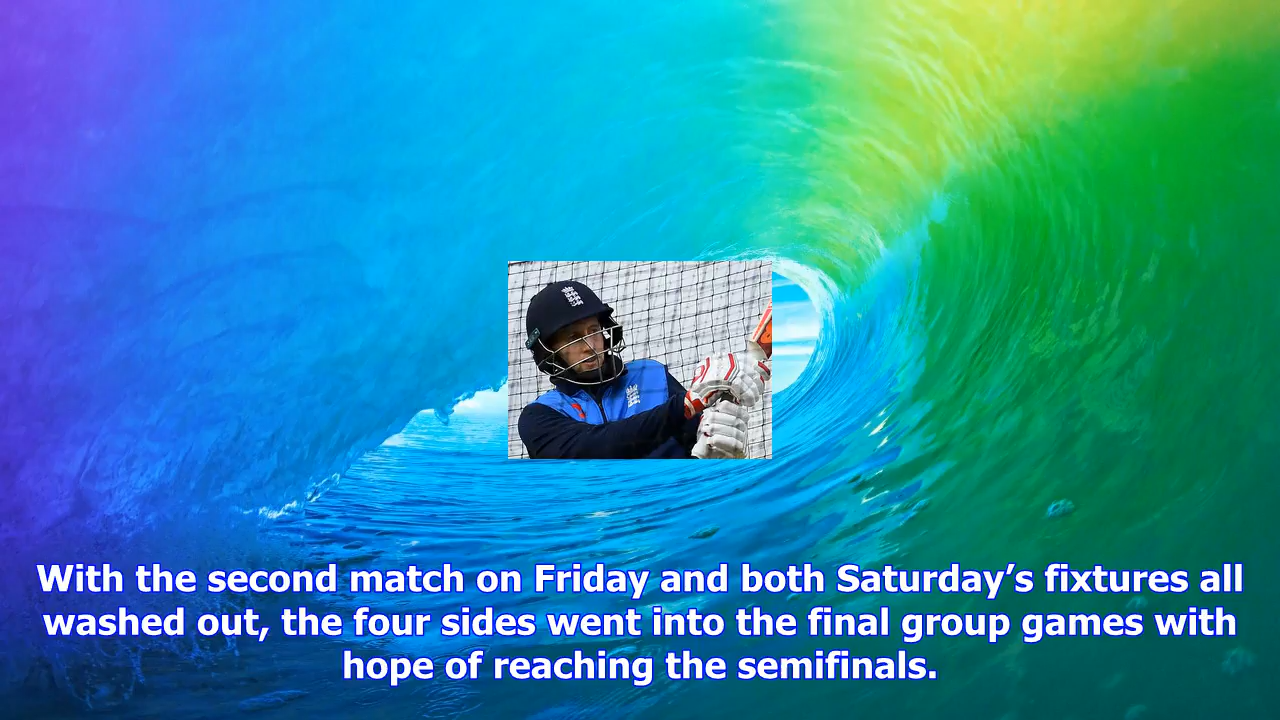 With the second match on Friday and both Saturday’s fixtures all
washed out, the four sides went into the final group games with
hope of reaching the semifinals.